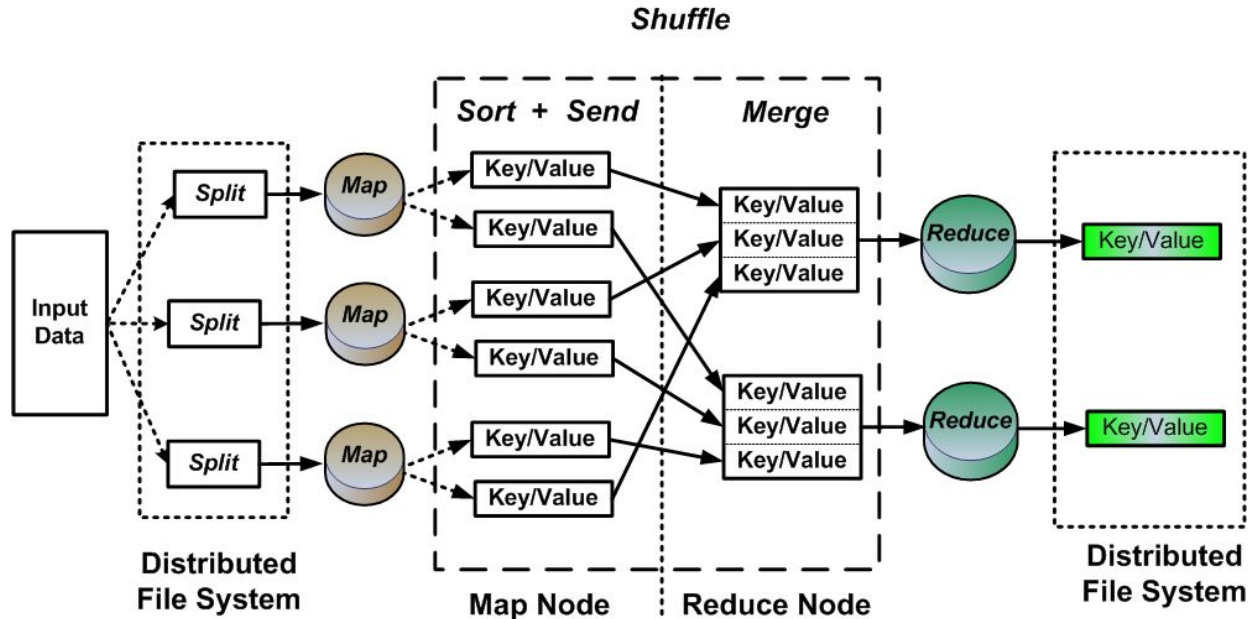 Shuffle
Sort + Send
Merge
Input
Data
Split
Split
Split
Map
Map
Map
Key/Value
Key/Value
Key/Value
Key/Value
Key/Value
Key/Value
Key/Value
Key/Value
Key/Value
Key/Value
Key/Value
Key/Value
Reduce
Reduce
Key/Value
Key/Value
Distributed
File System
Map Node
Reduce Node
Distributed
File System